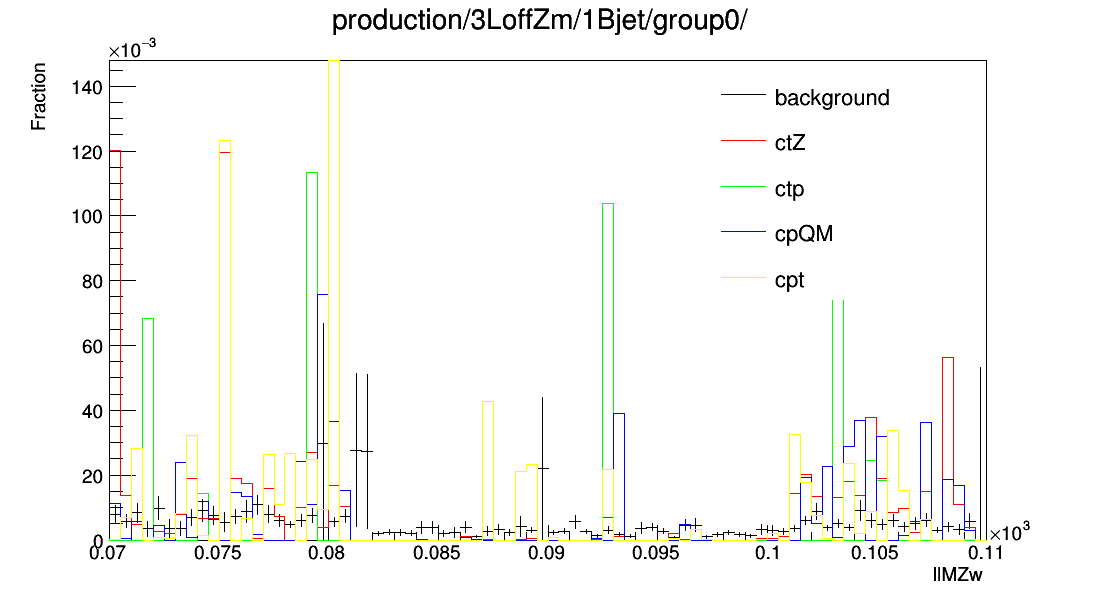 production/3LoffZm/1Bjet/group0/
×10⁻³
Fraction
140
120
100
80
60
40
20
0
background
ctZ
ctp
cpQM
cpt
0.07 0.075 0.08 0.085 0.09 0.095 0.1 0.105 0.11
×10³
llMZw